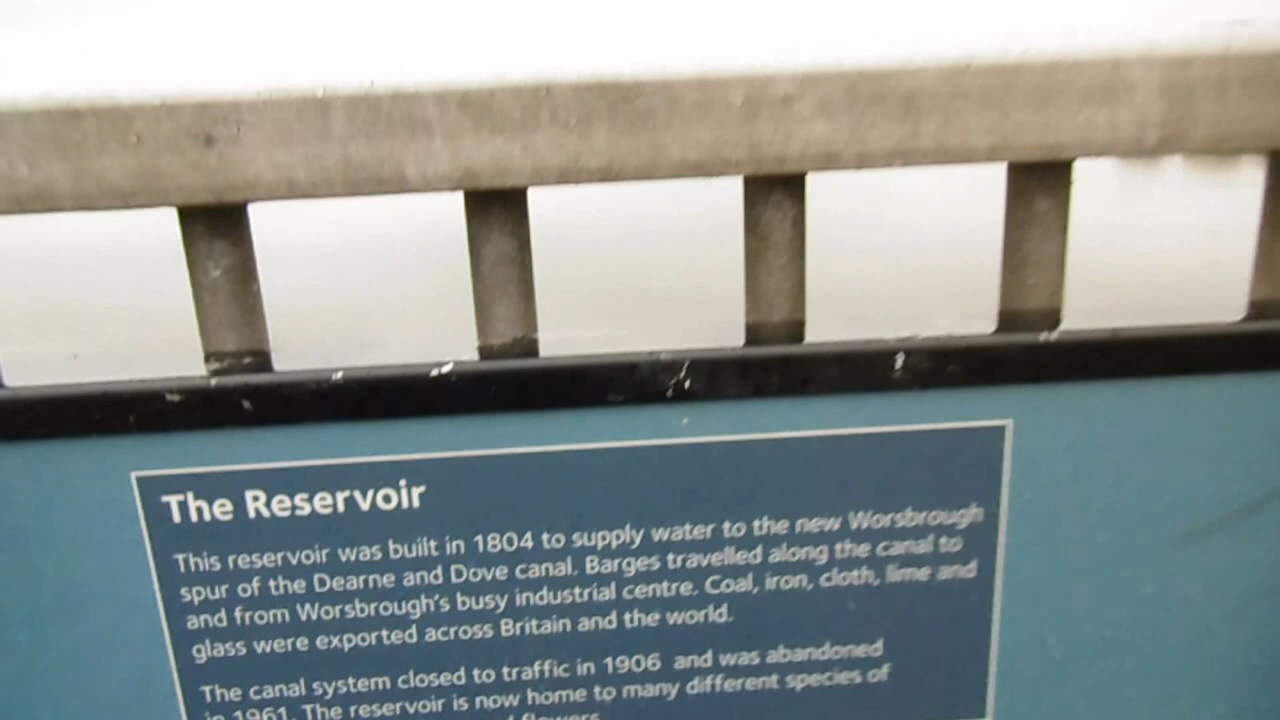 The Reservoir
This reservoir was built in 1804 to supply water to the new Worsbrough
spur of the Dearne and Dove canal. Barges travelled along the canal to
and from Worsbrough's busy industrial centre. Coal, iron, cloth, lime and
glass were exported across Britain and the world.
The canal system closed to traffic in 1906 and was abandoned
in 1961. The reservoir is now home to many different species of
flowers